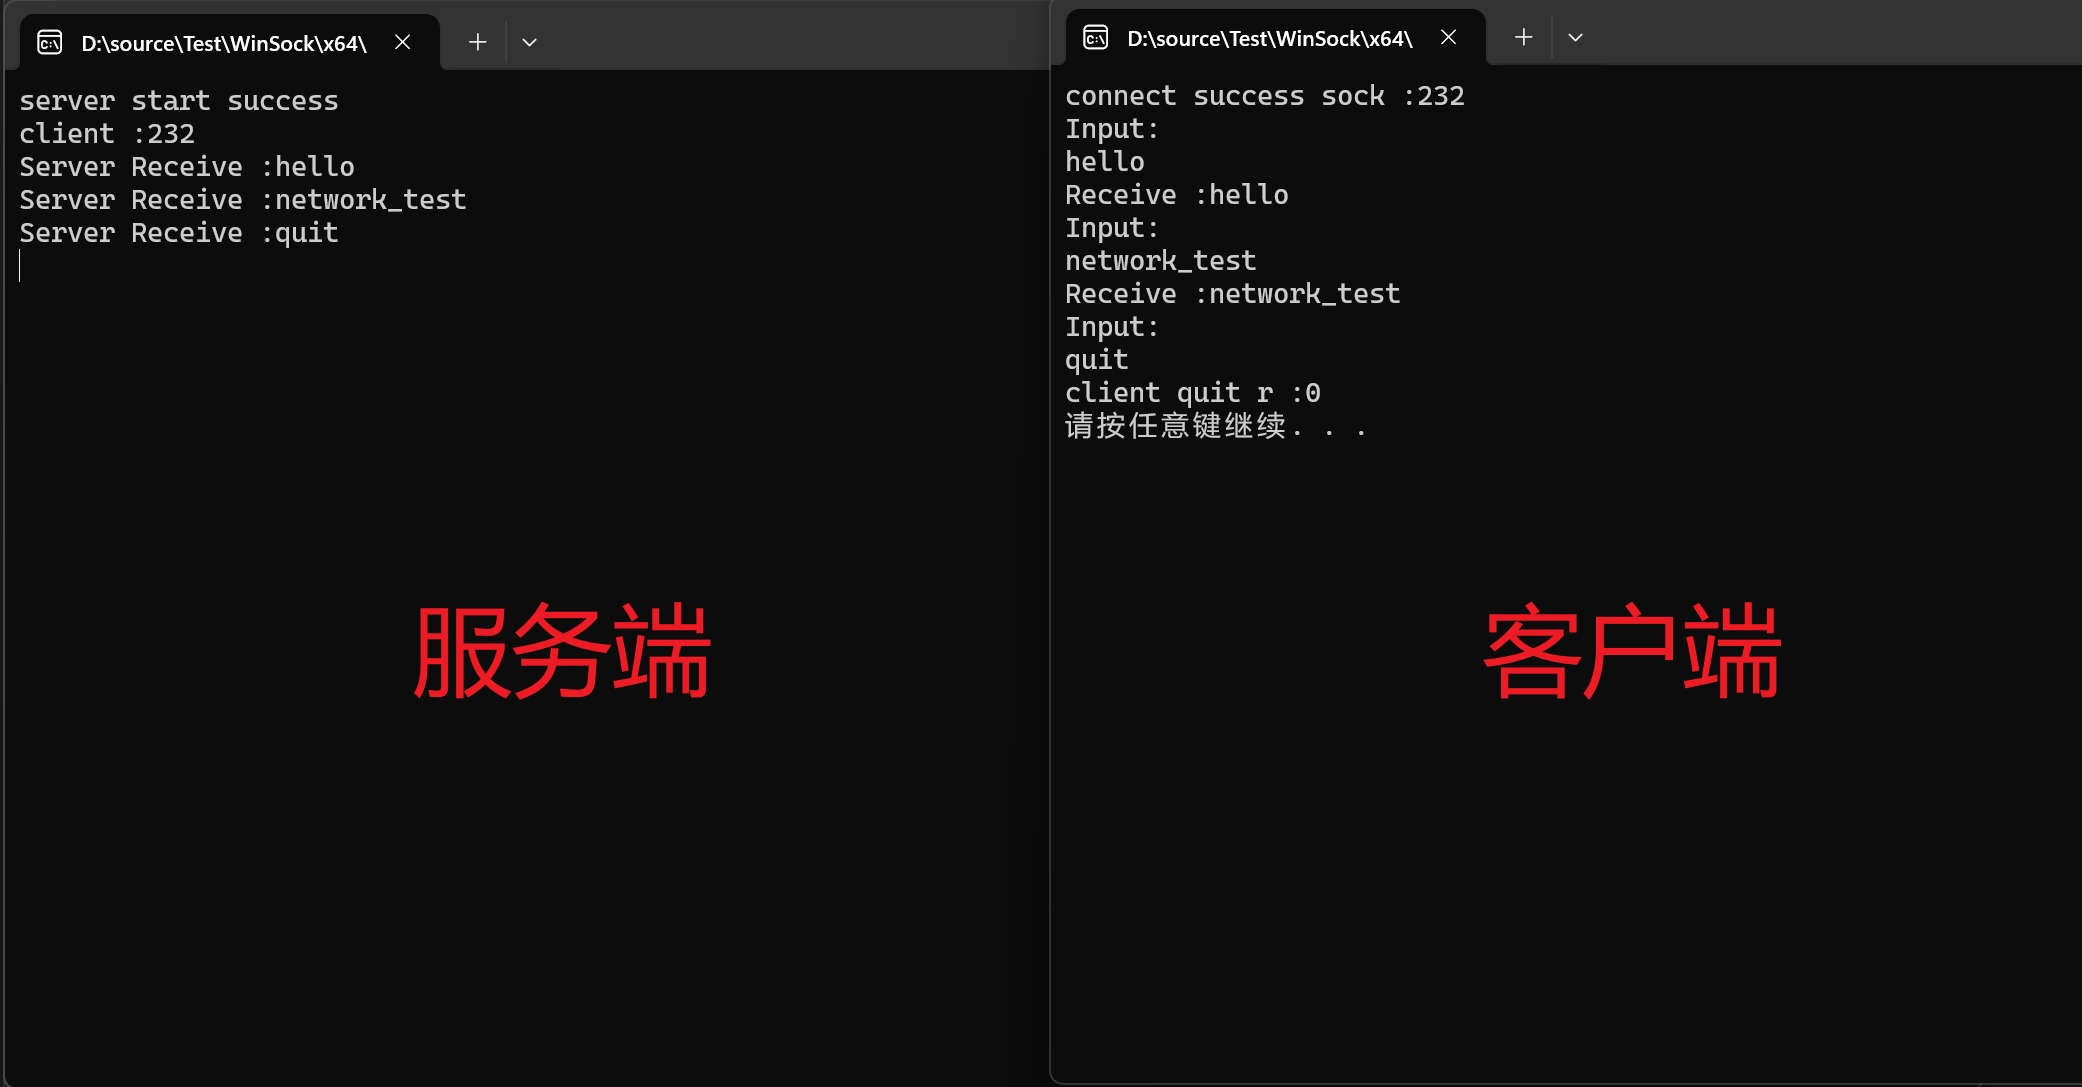 D:\source\Test\WinSock\x64\
server start success
client :232
Server Receive :hello
Server Receive :network_test
Server Receive :quit
服务端
D:\source\Test\WinSock\x64\
connect success sock :232
Input:
hello
Receive :hello
Input:
network_test
Receive :network_test
Input:
quit
client quit r :0
请按任意键继续. . .
客户端